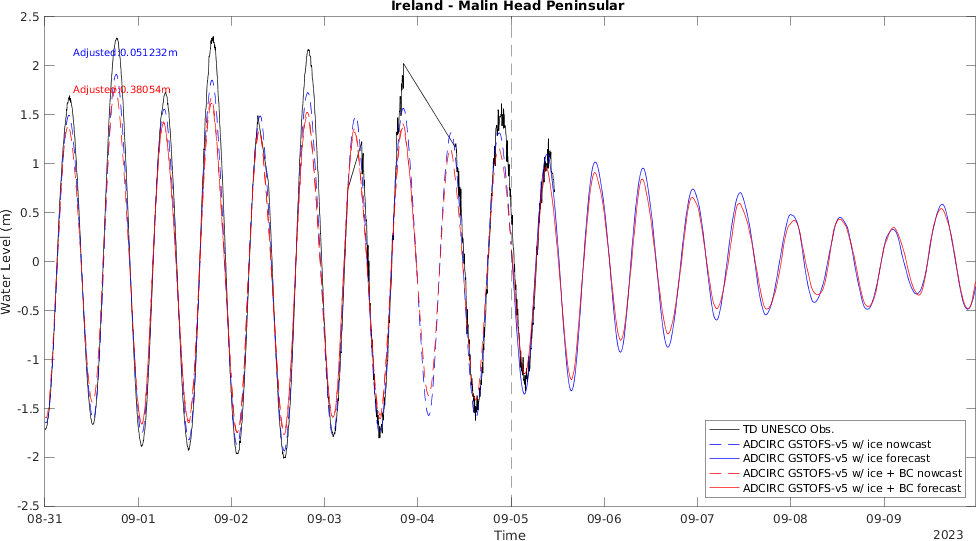 Ireland - Malin Head Peninsular
Adjusted:0.051232m
Adjusted:0.38054m
Water Level (m)
2.5
2
1.5
1
0.5
0
-0.5
-1
-1.5
-2
-2.5
TD UNESCO Obs.
ADCIRC GSTOFS-v5 w/ ice nowcast
ADCIRC GSTOFS-v5 w/ ice forecast
ADCIRC GSTOFS-v5 w/ ice + BC nowcast
ADCIRC GSTOFS-v5 w/ ice + BC forecast
08-31 09-01 09-02 09-03 09-04 09-05 09-06 09-07 09-08 09-09
Time
2023